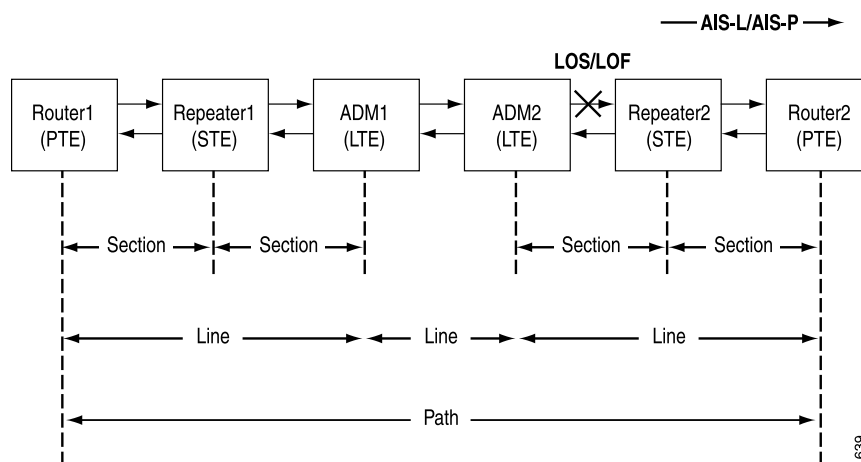 AIS-L/AIS-P
LOS/LOF
Router1
(PTE)
Repeater1
(STE)
ADM1
(LTE)
ADM2
(LTE)
Repeater2
(STE)
Router2
(PTE)
Section
Section
Section
Section
Line
Line
Line
Path
639